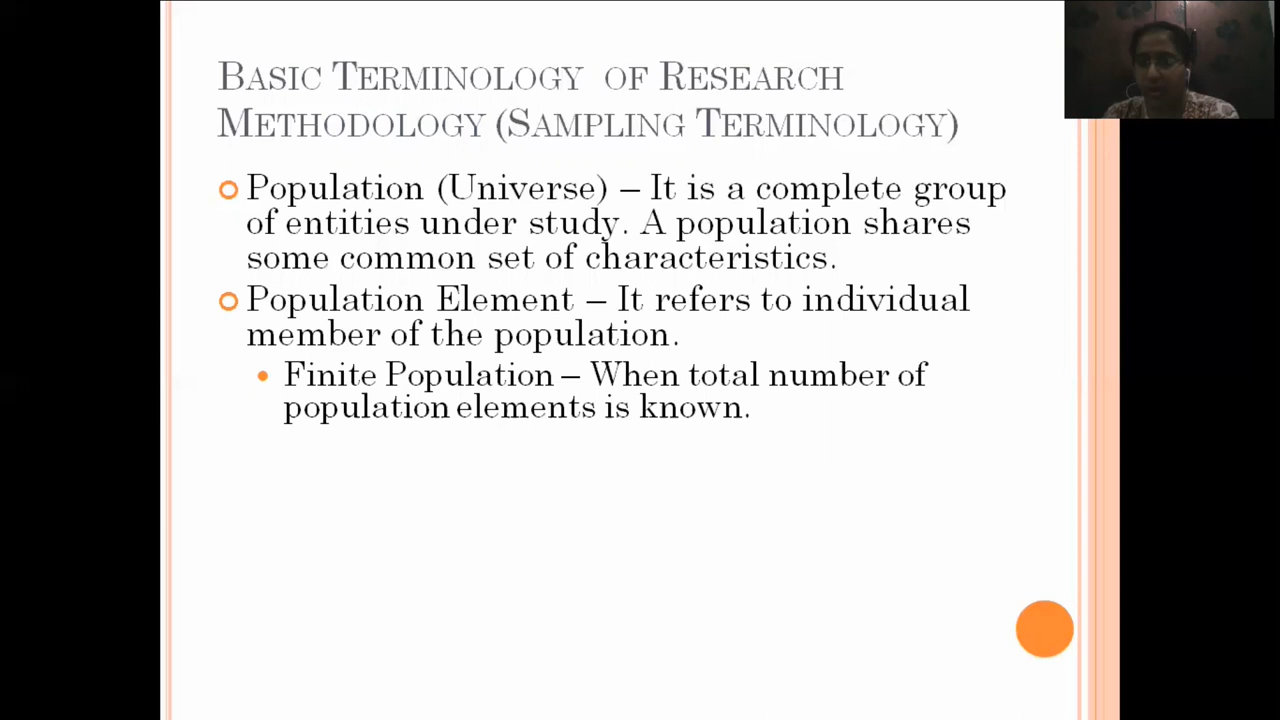 BASIC TERMINOLOGY OF RESEARCH
METHODOLOGY (SAMPLING TERMINOLOGY)
Population (Universe) – It is a complete group
of entities under study. A population shares
some common set of characteristics.
Population Element – It refers to individual
member of the population.
Finite Population – When total number of
population elements is known.